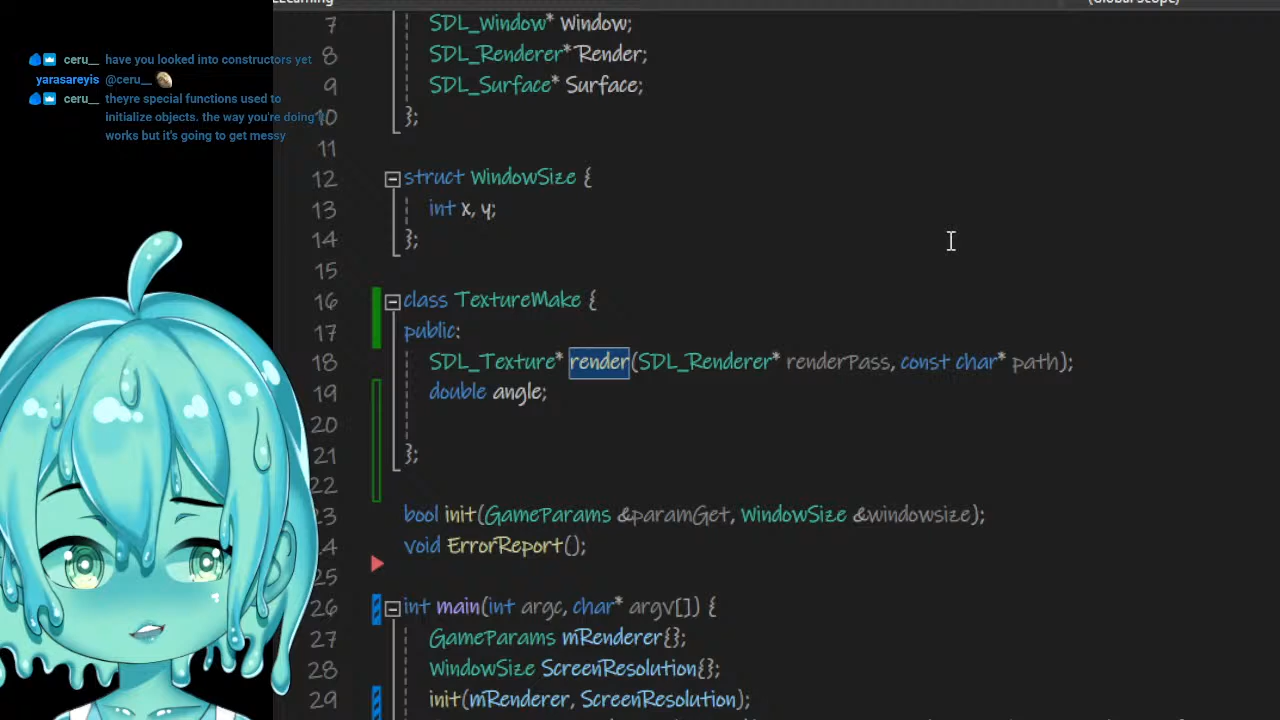 ceru__ have you looked into constructors yet
yarasareyis @ceru__
ceru__ theyre special functions used to
initialize objects. the way you're doing it
works but it's going to get messy
7 SDL_Window* Window;
8 SDL_Renderer* Render;
9 SDL_Surface* Surface;
10 };
11
12 struct WindowSize {
13 int x, y;
14 };
15
16 class TextureMake {
17 public:
18 SDL_Texture* render(SDL_Renderer* renderPass, const char* path);
19 double angle;
20
21 };
22
23 bool init(GameParams &paramGet, WindowSize &windowsize);
24 void ErrorReport();
25
26 int main(int argc, char* argv[]) {
27 GameParams mRenderer{};
28 WindowSize ScreenResolution{};
29 init(mRenderer, ScreenResolution);